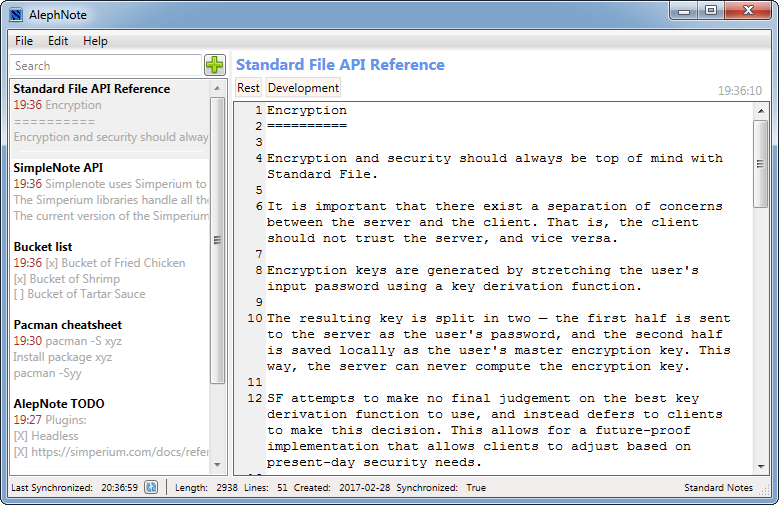 AlephNote
File Edit Help
Search
Standard File API Reference
19:36 Encryption
==========
Encryption and security should alway
SimpleNote API
19:36 Simplenote uses Simperium to
The Simperium libraries handle all the
The current version of the Simperium
Bucket list
19:36 [x] Bucket of Fried Chicken
[x] Bucket of Shrimp
[ ] Bucket of Tartar Sauce
Pacman cheatsheet
19:30 pacman -S xyz
Install package xyz
pacman -Syy
AlepNote TODO
19:27 Plugins:
[X] Headless
[X] https://simperium.com/docs/refer
Standard File API Reference
Rest Development
19:36:10
1 Encryption
2 ==========
3
4 Encryption and security should always be top of mind with
Standard File.
5
6 It is important that there exist a separation of concerns
between the server and the client. That is, the client
should not trust the server, and vice versa.
7
8 Encryption keys are generated by stretching the user's
input password using a key derivation function.
9
10 The resulting key is split in two — the first half is sent
to the server as the user's password, and the second half
is saved locally as the user's master encryption key. This
way, the server can never compute the encryption key.
11
12 SF attempts to make no final judgement on the best key
derivation function to use, and instead defers to clients
to make this decision. This allows for a future-proof
implementation that allows clients to adjust based on
present-day security needs.
Last Synchronized: 20:36:59 Length: 2938 Lines: 51 Created: 2017-02-28 Synchronized: True Standard Notes